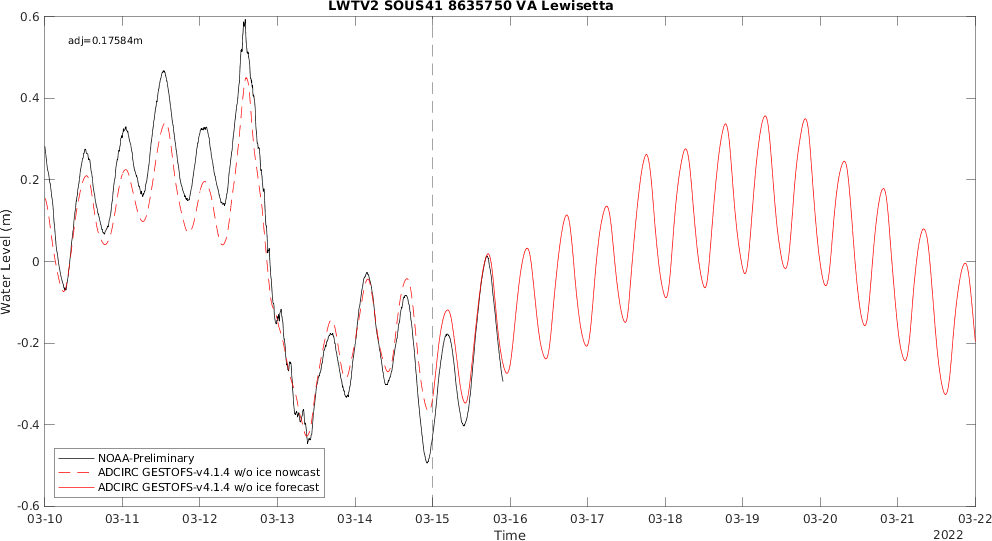 LWTV2 SOUS41 8635750 VA Lewisetta
adj=0.17584m
0.6
0.4
0.2
0
-0.2
-0.4
-0.6
Water Level (m)
NOAA-Preliminary
ADCIRC GESTOFS-v4.1.4 w/o ice nowcast
ADCIRC GESTOFS-v4.1.4 w/o ice forecast
03-10 03-11 03-12 03-13 03-14 03-15 03-16 03-17 03-18 03-19 03-20 03-21 03-22
Time
2022